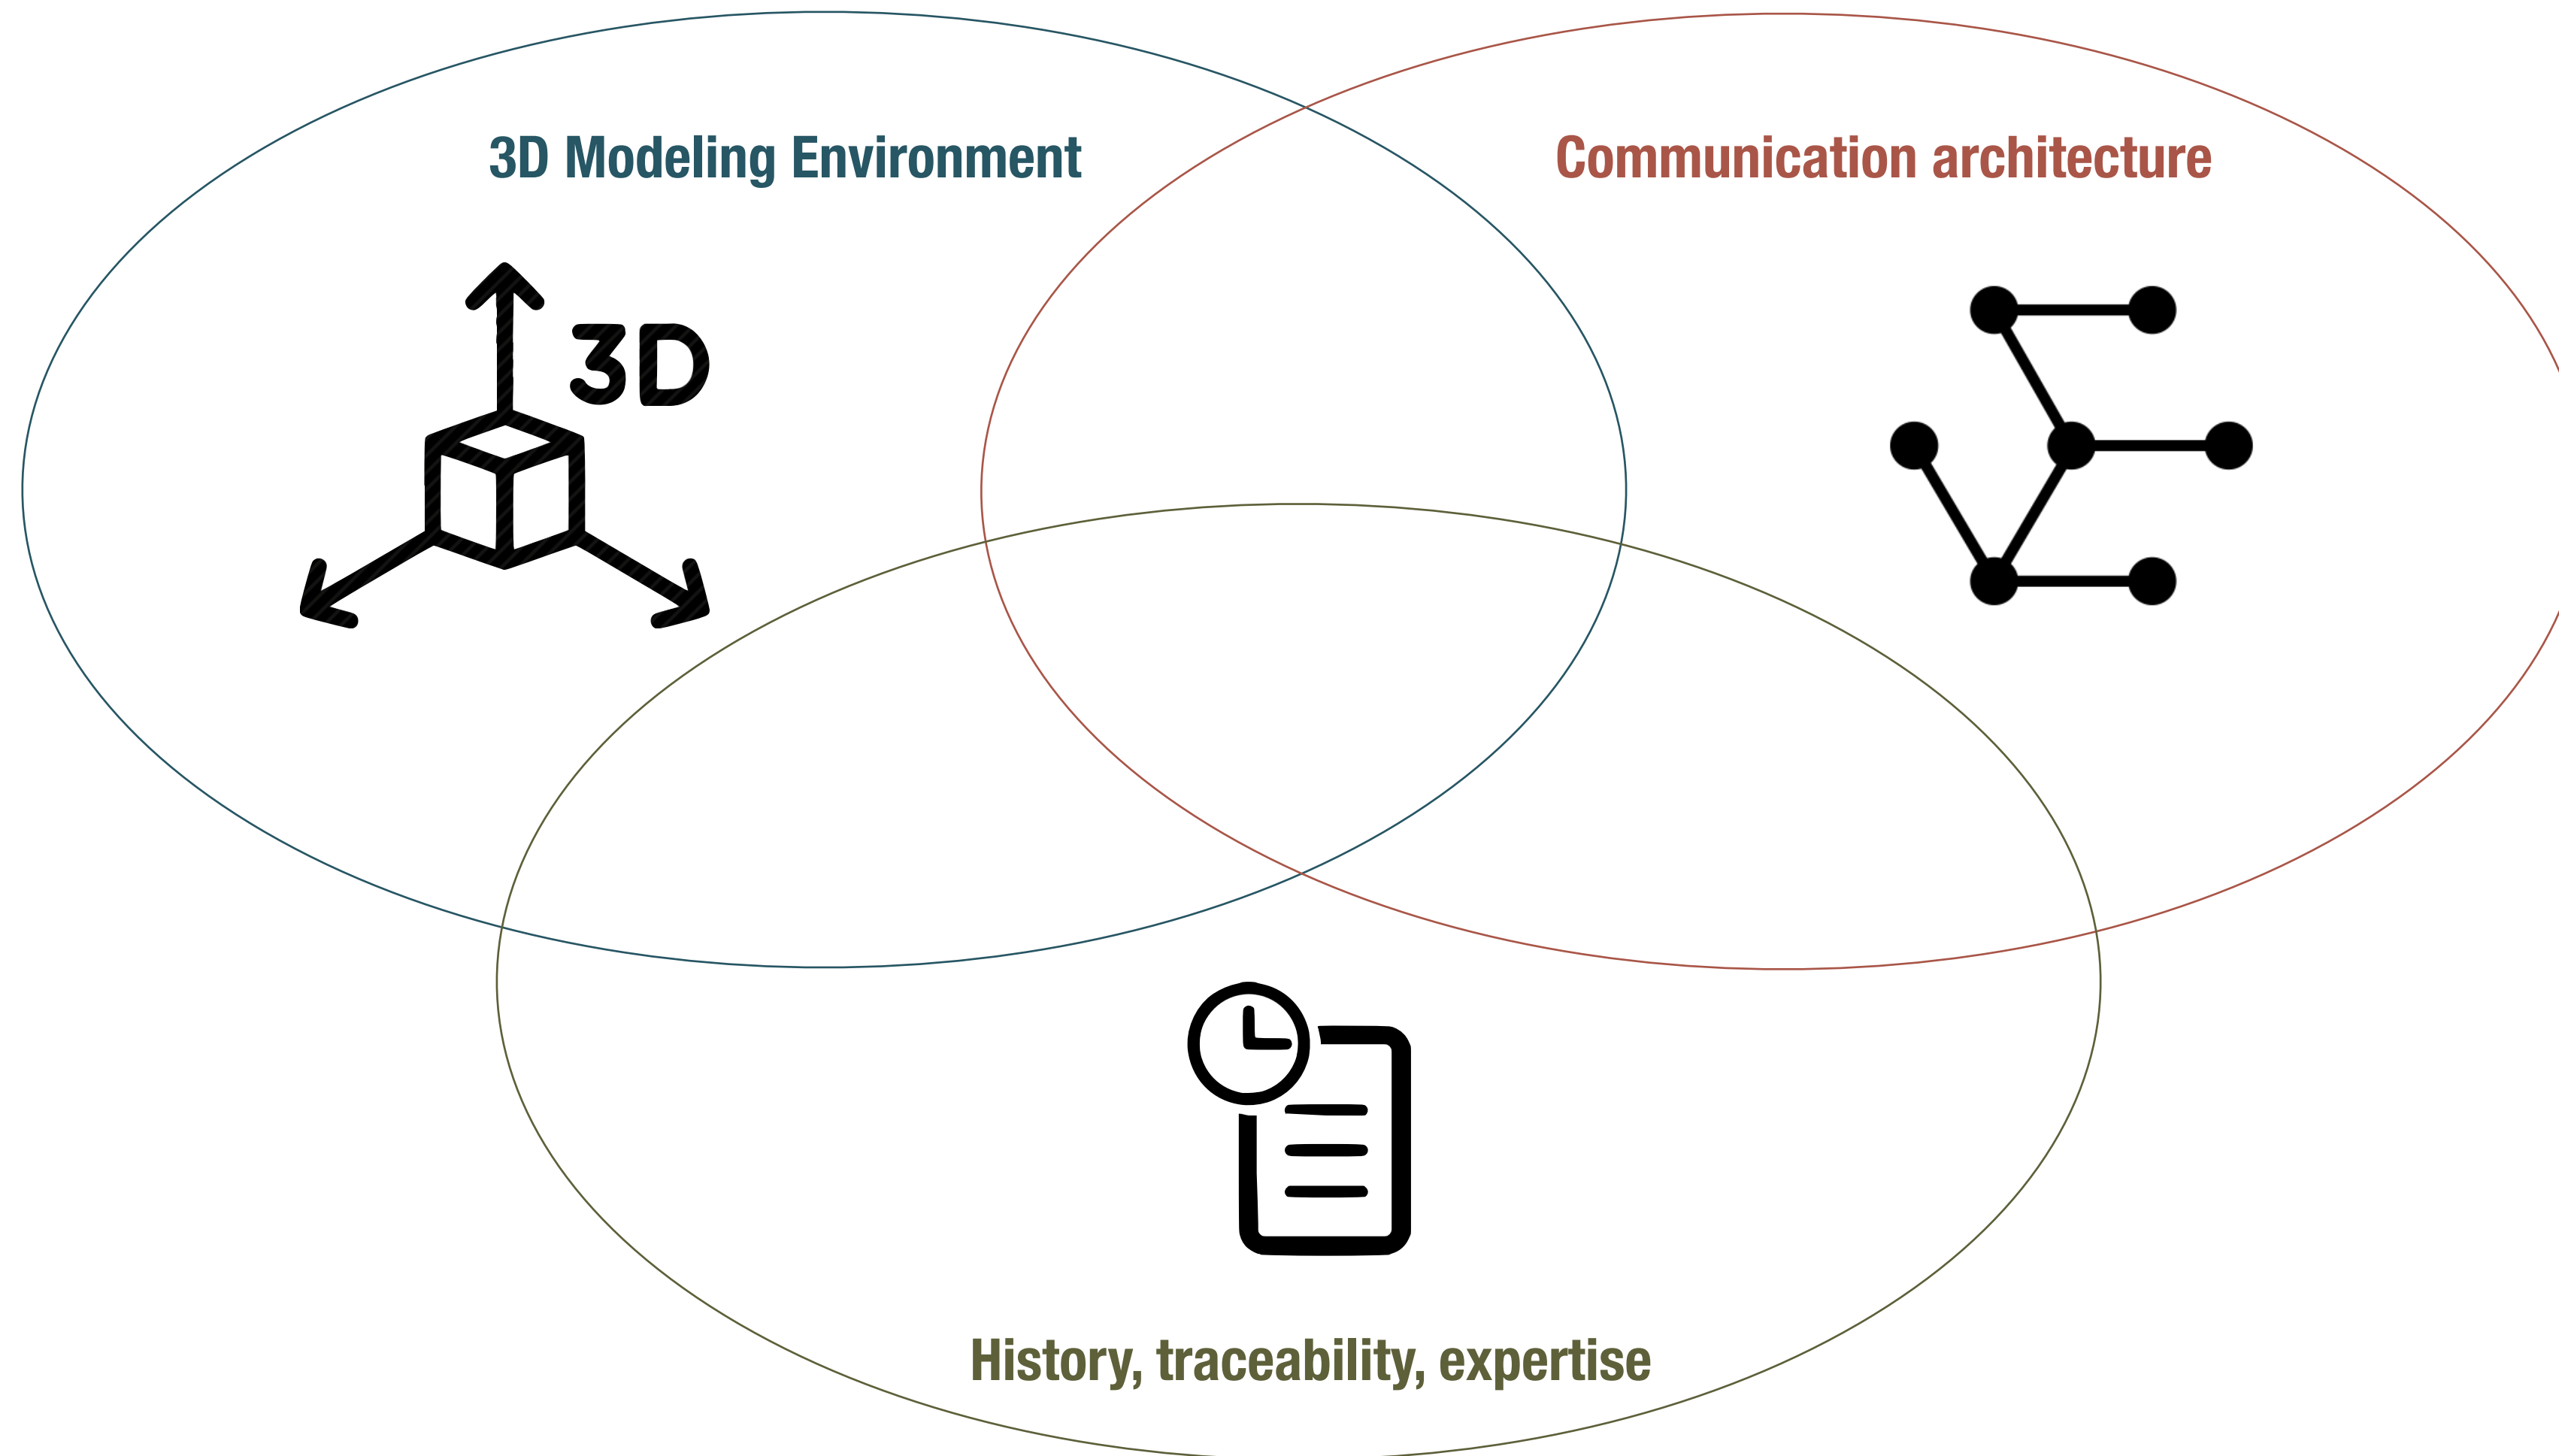 3D Modeling Environment
Communication architecture
3D
History, traceability, expertise